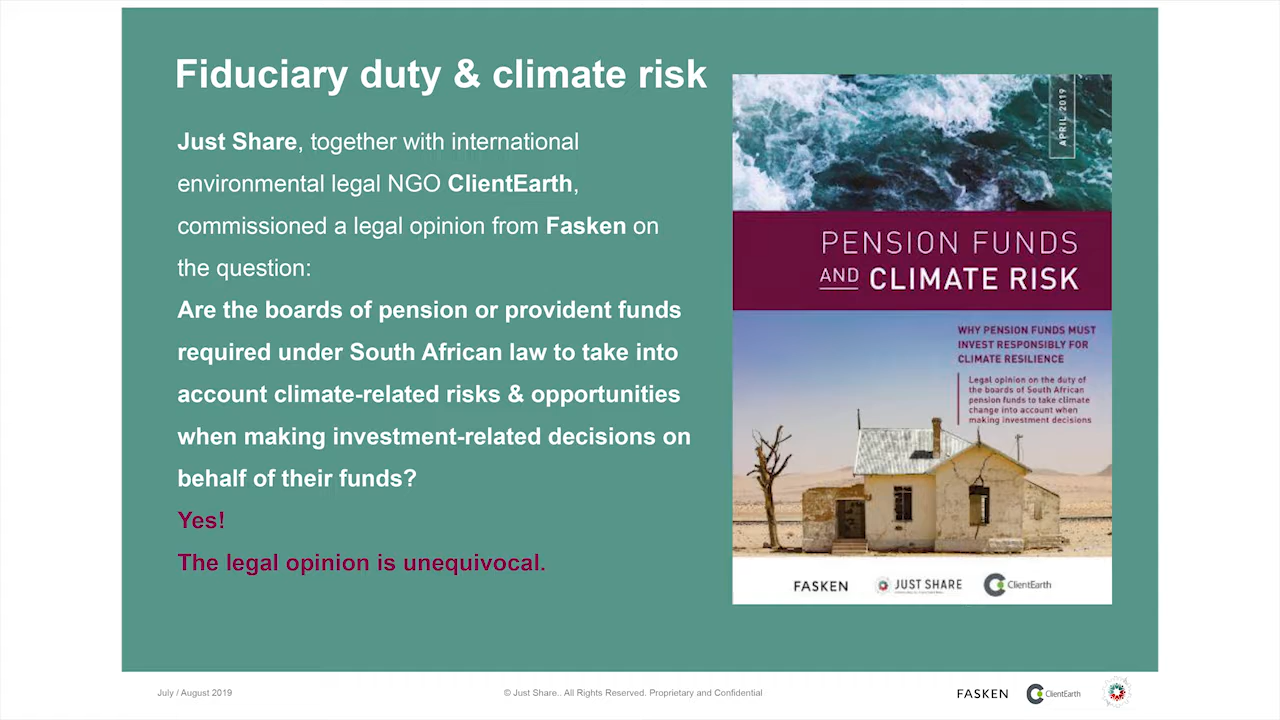 Fiduciary duty & climate risk
Just Share, together with international
environmental legal NGO ClientEarth,
commissioned a legal opinion from Fasken on
the question:
Are the boards of pension or provident funds
required under South African law to take into
account climate-related risks & opportunities
when making investment-related decisions on
behalf of their funds?
Yes!
The legal opinion is unequivocal.
APRIL 2019
PENSION FUNDS
AND CLIMATE RISK
WHY PENSION FUNDS MUST
INVEST RESPONSIBLY FOR
CLIMATE RESILIENCE
Legal opinion on the duty of
the boards of South African
pension funds to take climate
change into account when
making investment decisions
FASKEN JUST SHARE ClientEarth
July / August 2019
© Just Share.. All Rights Reserved. Proprietary and Confidential
FASKEN ClientEarth